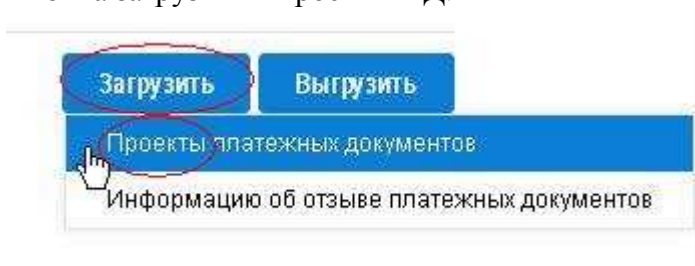 Загрузить Выгрузить
Проекты платежных документов
Информацию об отзыве платежных документов